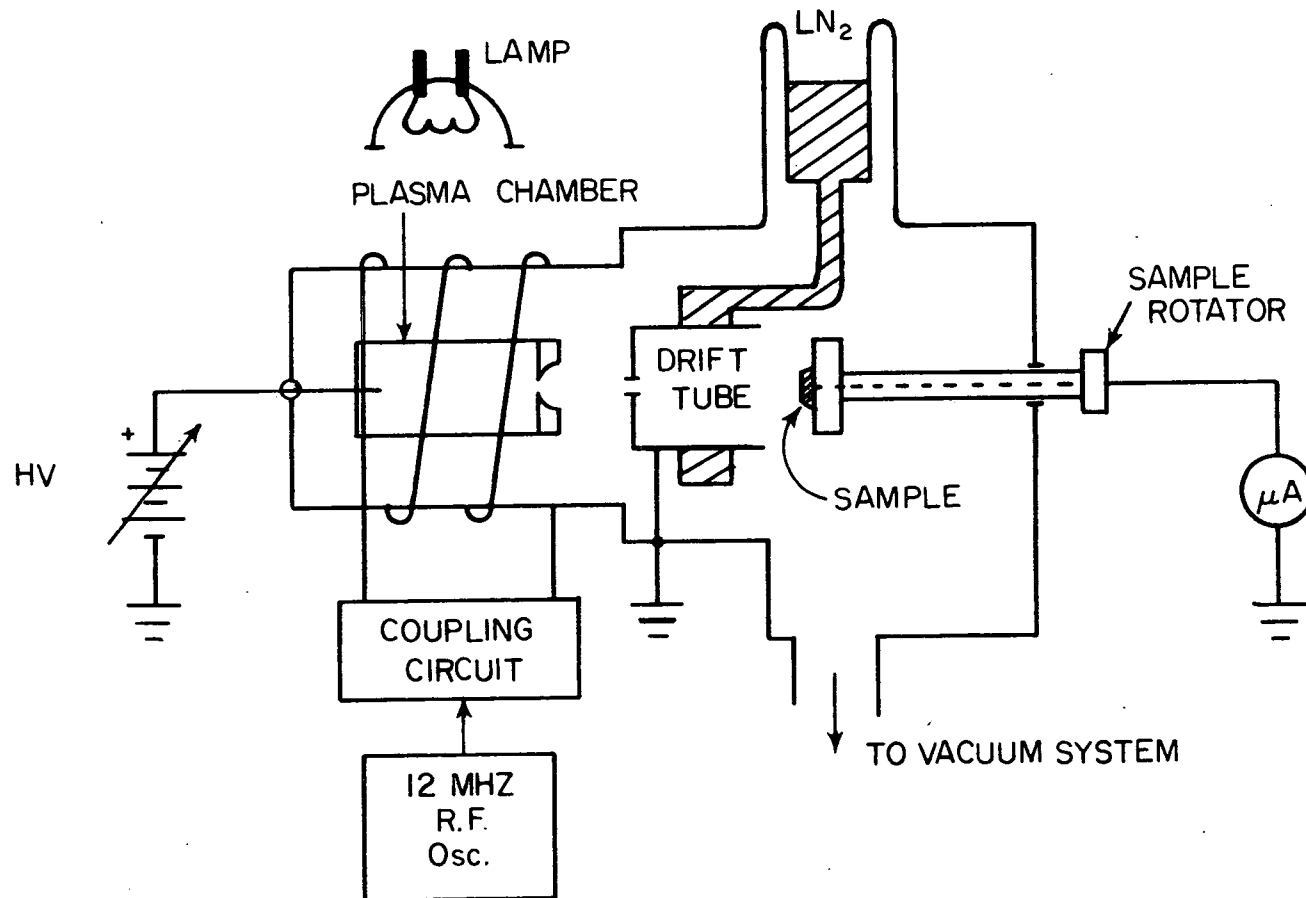 LN₂
LAMP
PLASMA CHAMBER
SAMPLE
ROTATOR
DRIFT
TUBE
+
HV
SAMPLE
μA
COUPLING
CIRCUIT
TO VACUUM SYSTEM
12 MHZ
R.F.
Osc.